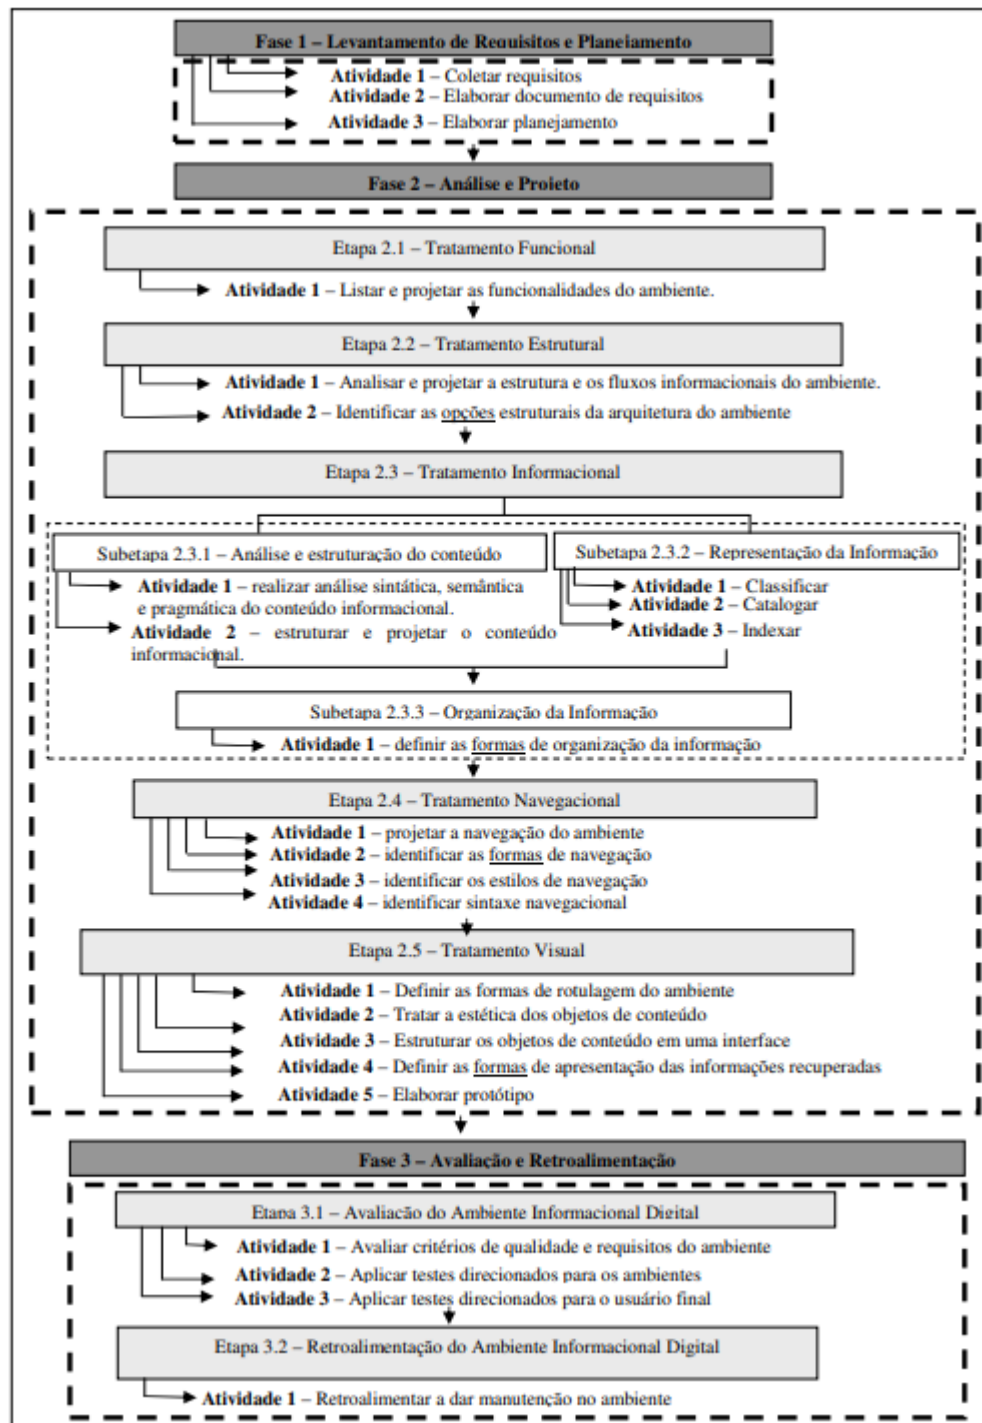 Fase 1 – Levantamento de Requisitos e Planejamento
Atividade 1 – Coletar requisitos
Atividade 2 – Elaborar documento de requisitos
Atividade 3 – Elaborar planejamento
Fase 2 – Análise e Projeto
Etapa 2.1 – Tratamento Funcional
Atividade 1 – Listar e projetar as funcionalidades do ambiente.
Etapa 2.2 – Tratamento Estrutural
Atividade 1 – Analisar e projetar a estrutura e os fluxos informacionais do ambiente.
Atividade 2 – Identificar as opções estruturais da arquitetura do ambiente
Etapa 2.3 – Tratamento Informacional
Subetapa 2.3.1 – Análise e estruturação do conteúdo
Atividade 1 – realizar análise sintática, semântica
e pragmática do conteúdo informacional.
Atividade 2 – estruturar e projetar o conteúdo
informacional.
Subetapa 2.3.2 – Representação da Informação
Atividade 1 – Classificar
Atividade 2 – Catalogar
Atividade 3 – Indexar
Subetapa 2.3.3 – Organização da Informação
Atividade 1 – definir as formas de organização da informação
Etapa 2.4 – Tratamento Navegacional
Atividade 1 – projetar a navegação do ambiente
Atividade 2 – identificar as formas de navegação
Atividade 3 – identificar os estilos de navegação
Atividade 4 – identificar sintaxe navegacional
Etapa 2.5 – Tratamento Visual
Atividade 1 – Definir as formas de rotulagem do ambiente
Atividade 2 – Tratar a estética dos objetos de conteúdo
Atividade 3 – Estruturar os objetos de conteúdo em uma interface
Atividade 4 – Definir as formas de apresentação das informações recuperadas
Atividade 5 – Elaborar protótipo
Fase 3 – Avaliação e Retroalimentação
Etapa 3.1 – Avaliação do Ambiente Informacional Digital
Atividade 1 – Avaliar critérios de qualidade e requisitos do ambiente
Atividade 2 – Aplicar testes direcionados para os ambientes
Atividade 3 – Aplicar testes direcionados para o usuário final
Etapa 3.2 – Retroalimentação do Ambiente Informacional Digital
Atividade 1 – Retroalimentar a dar manutenção no ambiente